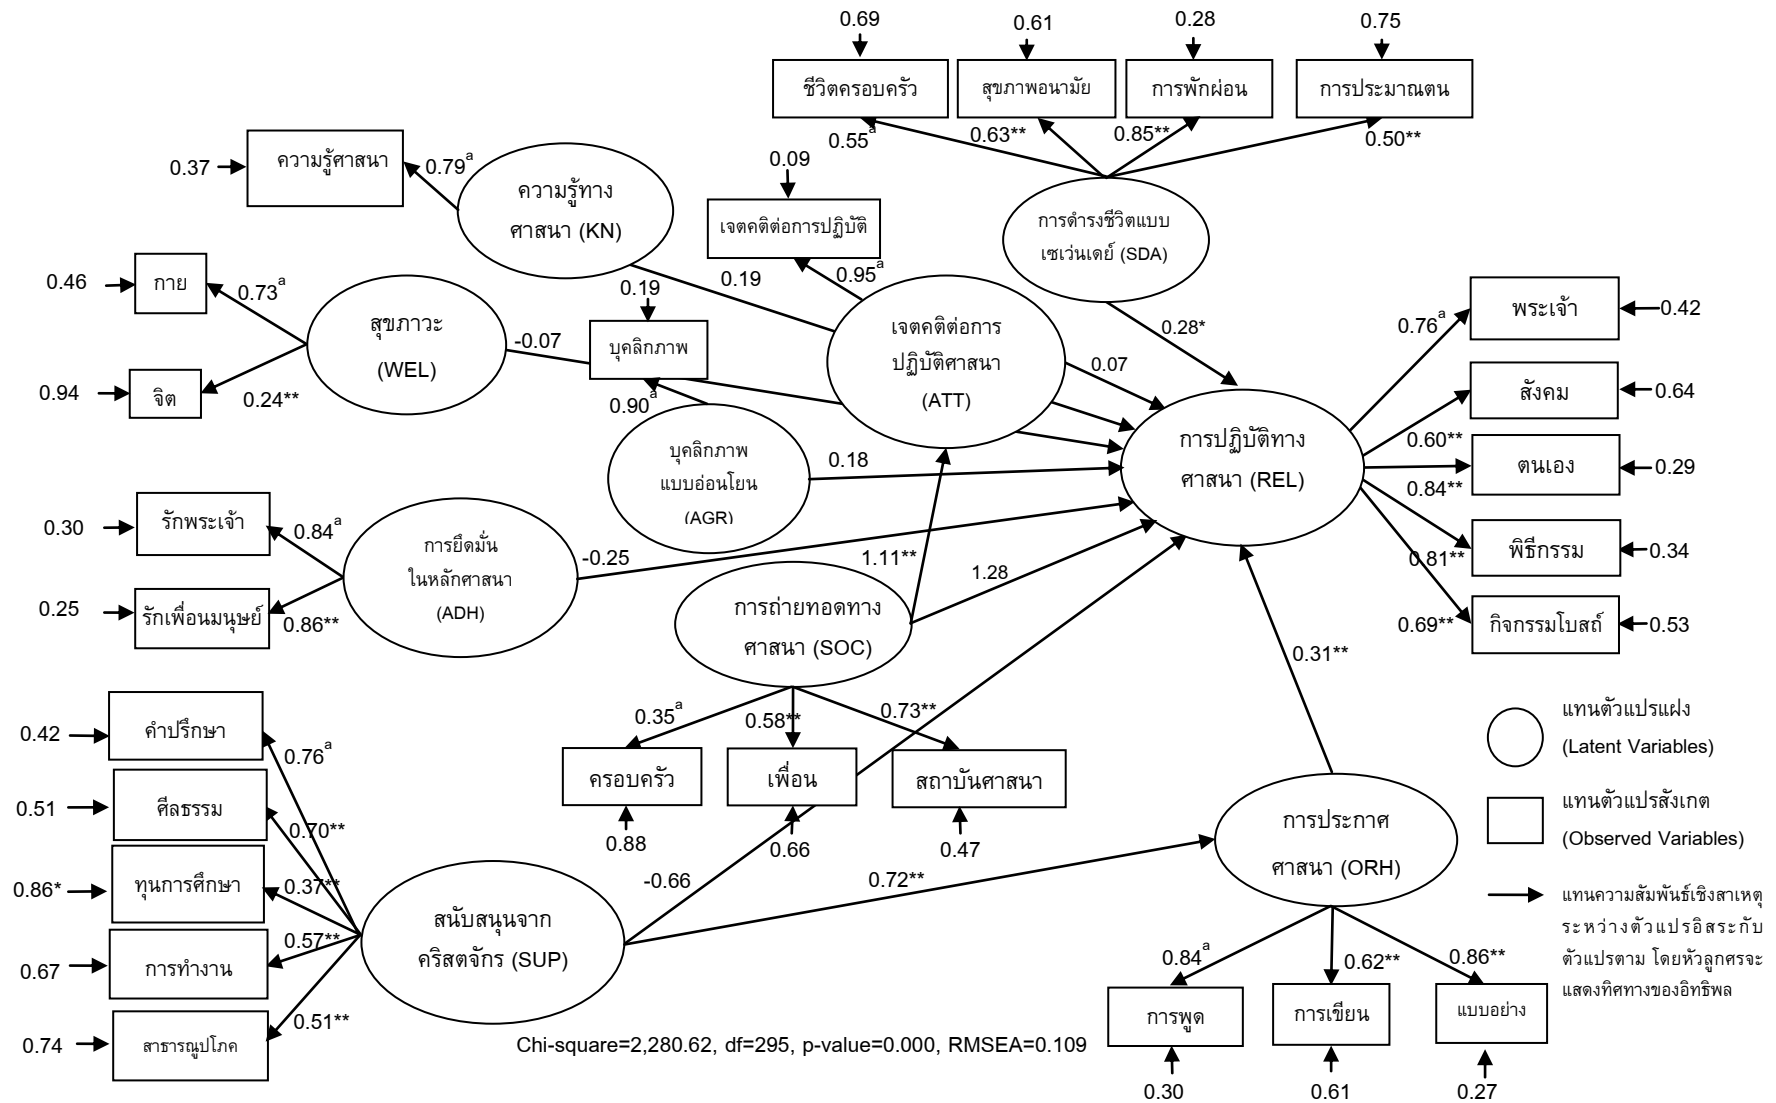 0.69
0.61
0.28
0.75
ชีวิตครอบครัว
สุขภาพอนามัย
การพักผ่อน
การประมาณตน
0.55a
0.63**
0.85**
0.50**
0.37
ความรู้ศาสนา
0.79a
ความรู้ทาง
ศาสนา (KN)
0.09
เจตคติต่อการปฏิบัติ
0.95a
การดำรงชีวิตแบบ
เซเว่นเดย์ (SDA)
0.46
กาย
0.73a
สุขภาวะ
(WEL)
0.94
จิต
0.24**
-0.07
0.19
0.19
บุคลิกภาพ
0.90a
บุคลิกภาพ
แบบอ่อนโยน
(AGR)
0.18
เจตคติต่อการ
ปฏิบัติศาสนา
(ATT)
0.07
0.28*
การปฏิบัติทาง
ศาสนา (REL)
0.76a
พระเจ้า
0.42
0.60**
สังคม
0.64
0.84**
ตนเอง
0.29
0.81**
พิธีกรรม
0.34
0.69**
กิจกรรมโบสถ์
0.53
0.30
รักพระเจ้า
0.84a
การยึดมั่น
ในหลักศาสนา
(ADH)
0.25
รักเพื่อนมนุษย์
0.86**
-0.25
1.11**
1.28
การถ่ายทอดทาง
ศาสนา (SOC)
0.35a
0.58**
0.73**
ครอบครัว
เพื่อน
สถาบันศาสนา
0.88
0.66
0.47
0.31**
0.42
คำปรึกษา
0.76a
0.51
ศีลธรรม
0.70**
0.86*
ทุนการศึกษา
0.37**
0.67
การทำงาน
0.57**
0.74
สาธารณูปโภค
0.51**
สนับสนุนจาก
คริสตจักร (SUP)
-0.66
0.72**
การประกาศ
ศาสนา (ORH)
0.84a
0.62**
0.86**
การพูด
การเขียน
แบบอย่าง
0.30
0.61
0.27
แทนตัวแปรแฝง
(Latent Variables)
แทนตัวแปรสังเกต
(Observed Variables)
แทนความสัมพันธ์เชิงสาเหตุ
ระหว่างตัวแปรอิสระกับ
ตัวแปรตาม โดยหัวลูกศรจะ
แสดงทิศทางของอิทธิพล
Chi-square=2,280.62, df=295, p-value=0.000, RMSEA=0.109